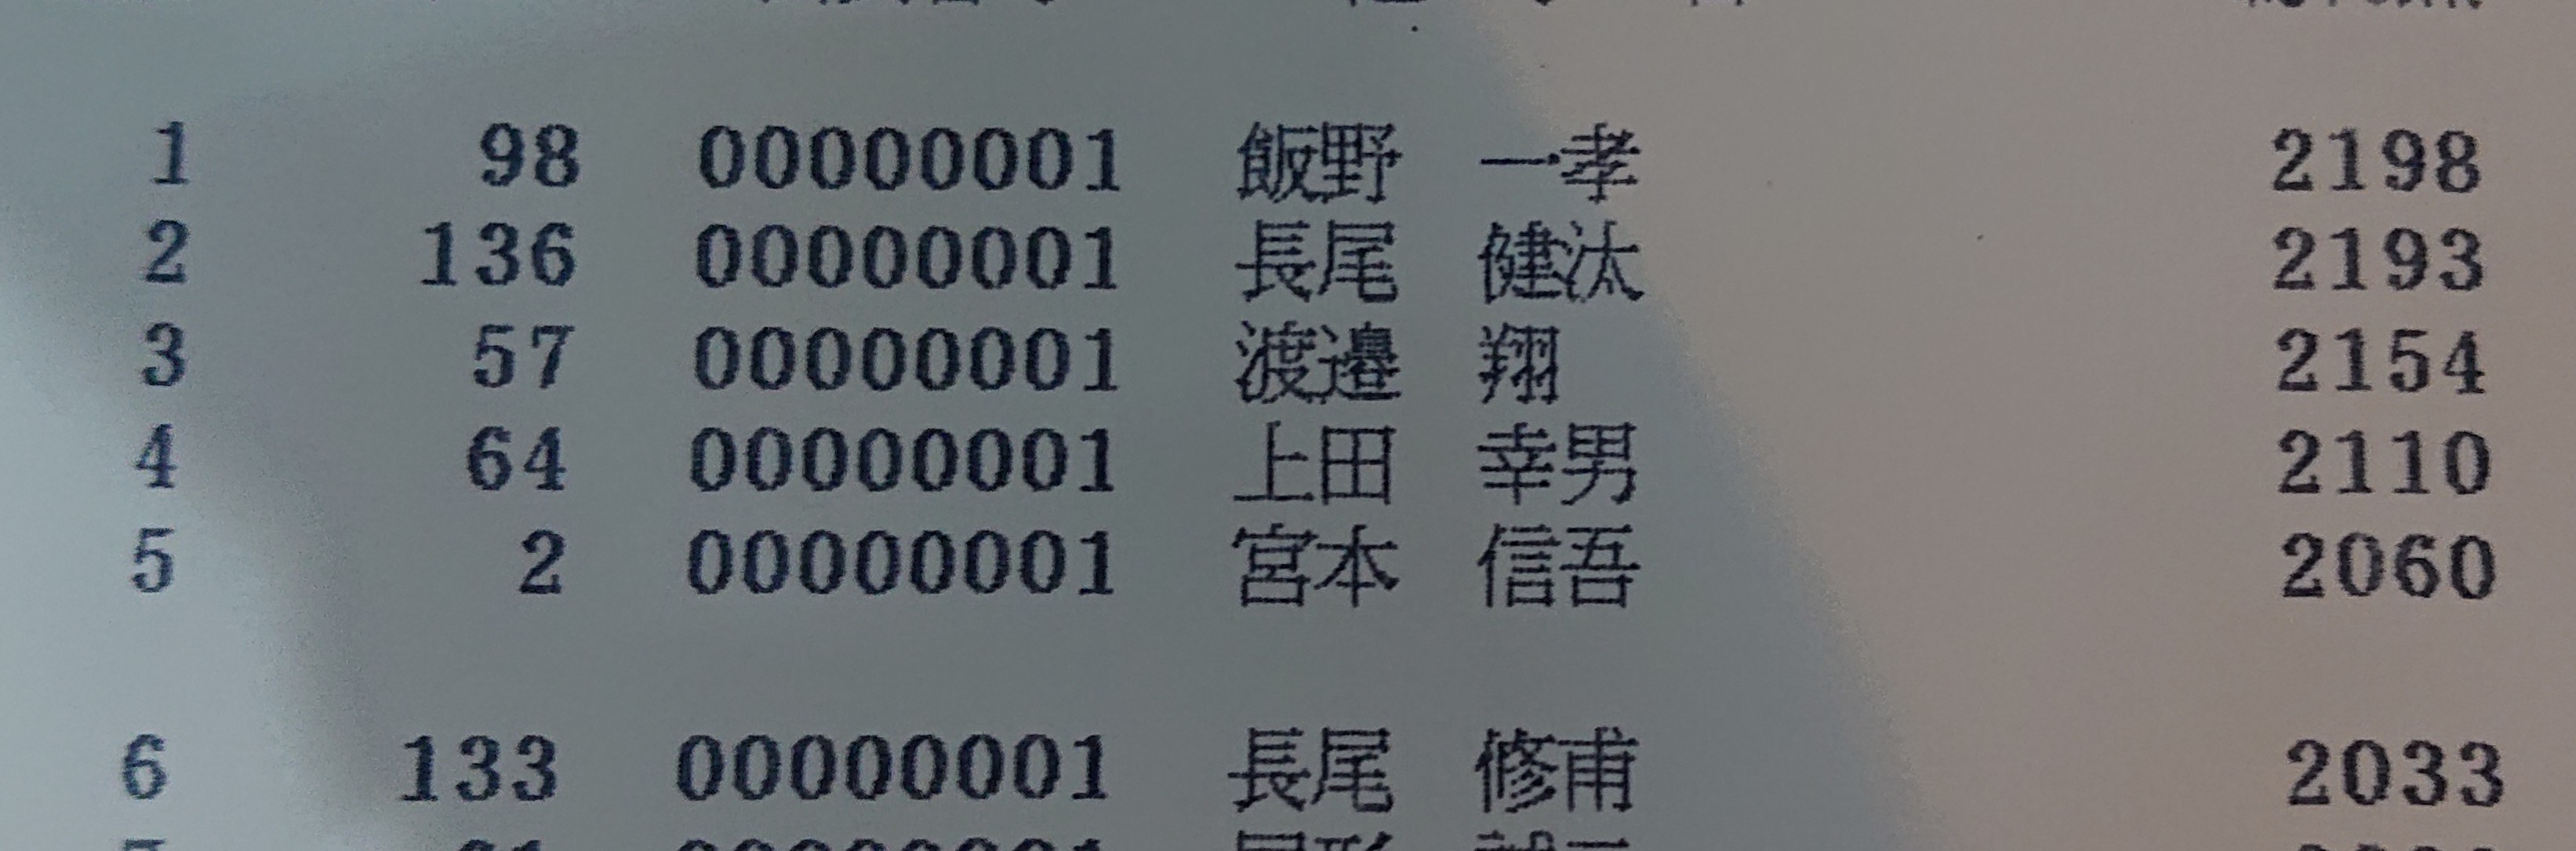 1 98 00000001 飯野 一孝 2198
2 136 00000001 長尾 健汰 2193
3 57 00000001 渡邉 翔 2154
4 64 00000001 上田 幸男 2110
5 2 00000001 宮本 信吾 2060
6 133 00000001 長尾 修甫 2033